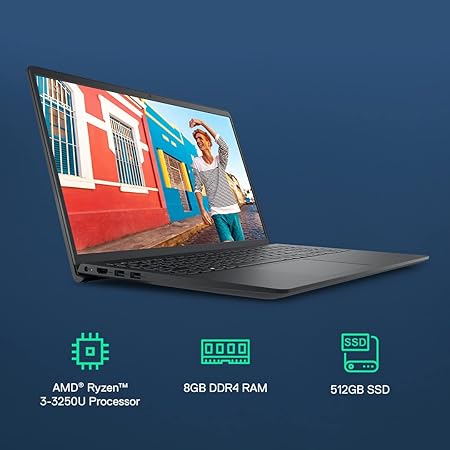 SSD
AMD® Ryzen™
3-3250U Processor
8GB DDR4 RAM
512GB SSD